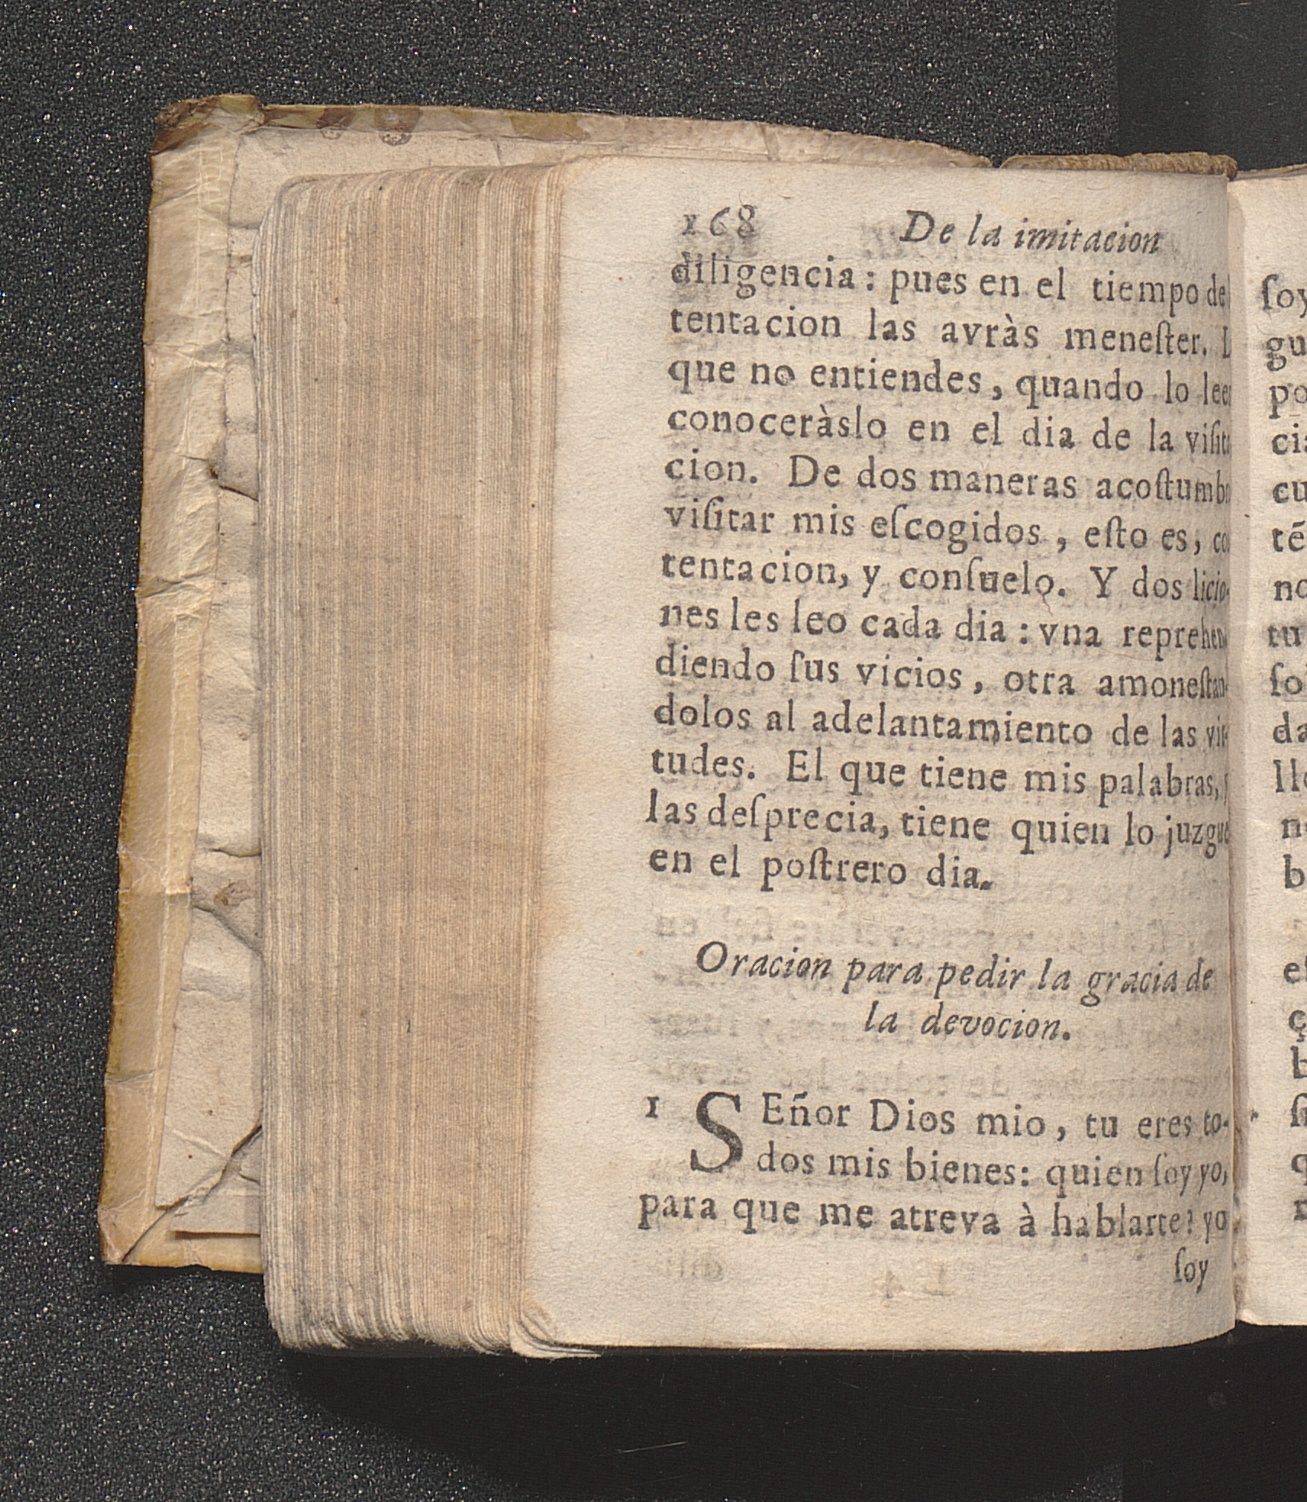 168 De la imitacion
diligencia : pues en el tiempo de
tentacion las avràs meneſter.
que no entiendes, quando lo
conoceràslo en el dia de la
cion. De dos maneras
viſitar mis eſcogidos, eſto es,
tentacion, y conſuelo. Y dos licio-
nes les leo cada dia : vna reprehen-
diendo ſus vicios, otra amoneſtan-
dolos al adelantamiento de las vir-
tudes. El que tiene mis palabras,
las deſprecia, tiene quien lo juzgue
en el poſtrero dia.
Oracion para pedir la gracia de
la devocion.
1 SEñor Dios mio, tu eres to-
dos mis bienes: quien ſoy yo,
para que me atreva à hablarte? yo
ſoy